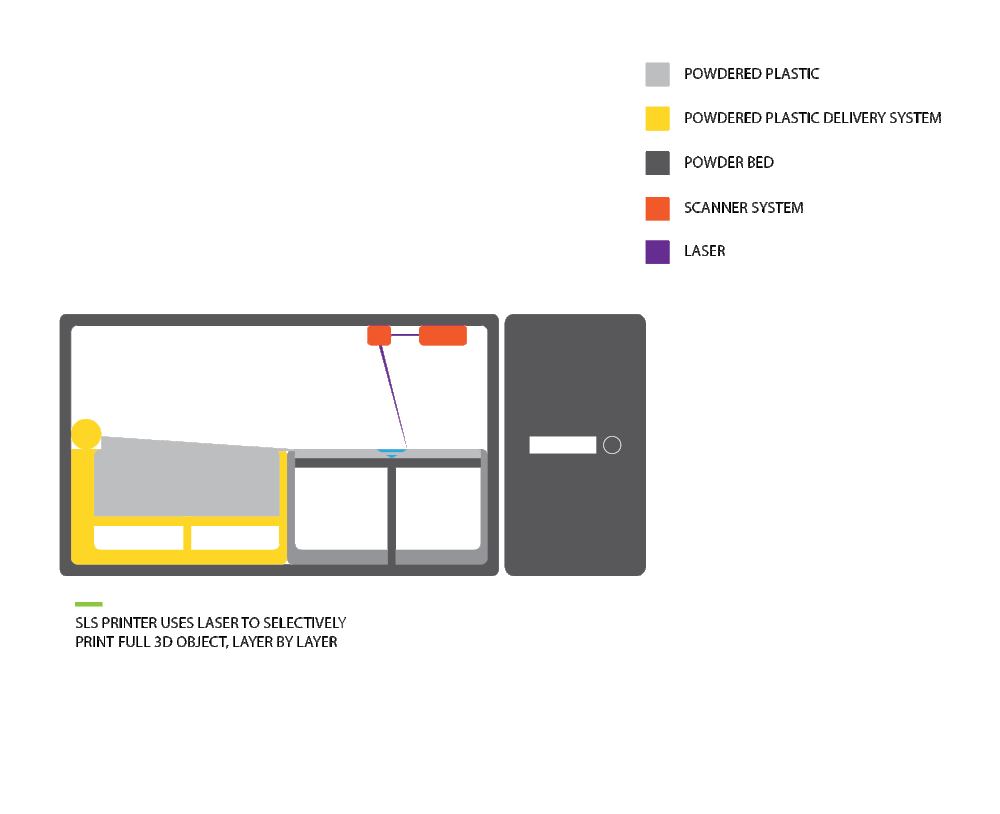 POWDERED PLASTIC
POWDERED PLASTIC DELIVERY SYSTEM
POWDER BED
SCANNER SYSTEM
LASER
SLS PRINTER USES LASER TO SELECTIVELY
PRINT FULL 3D OBJECT, LAYER BY LAYER